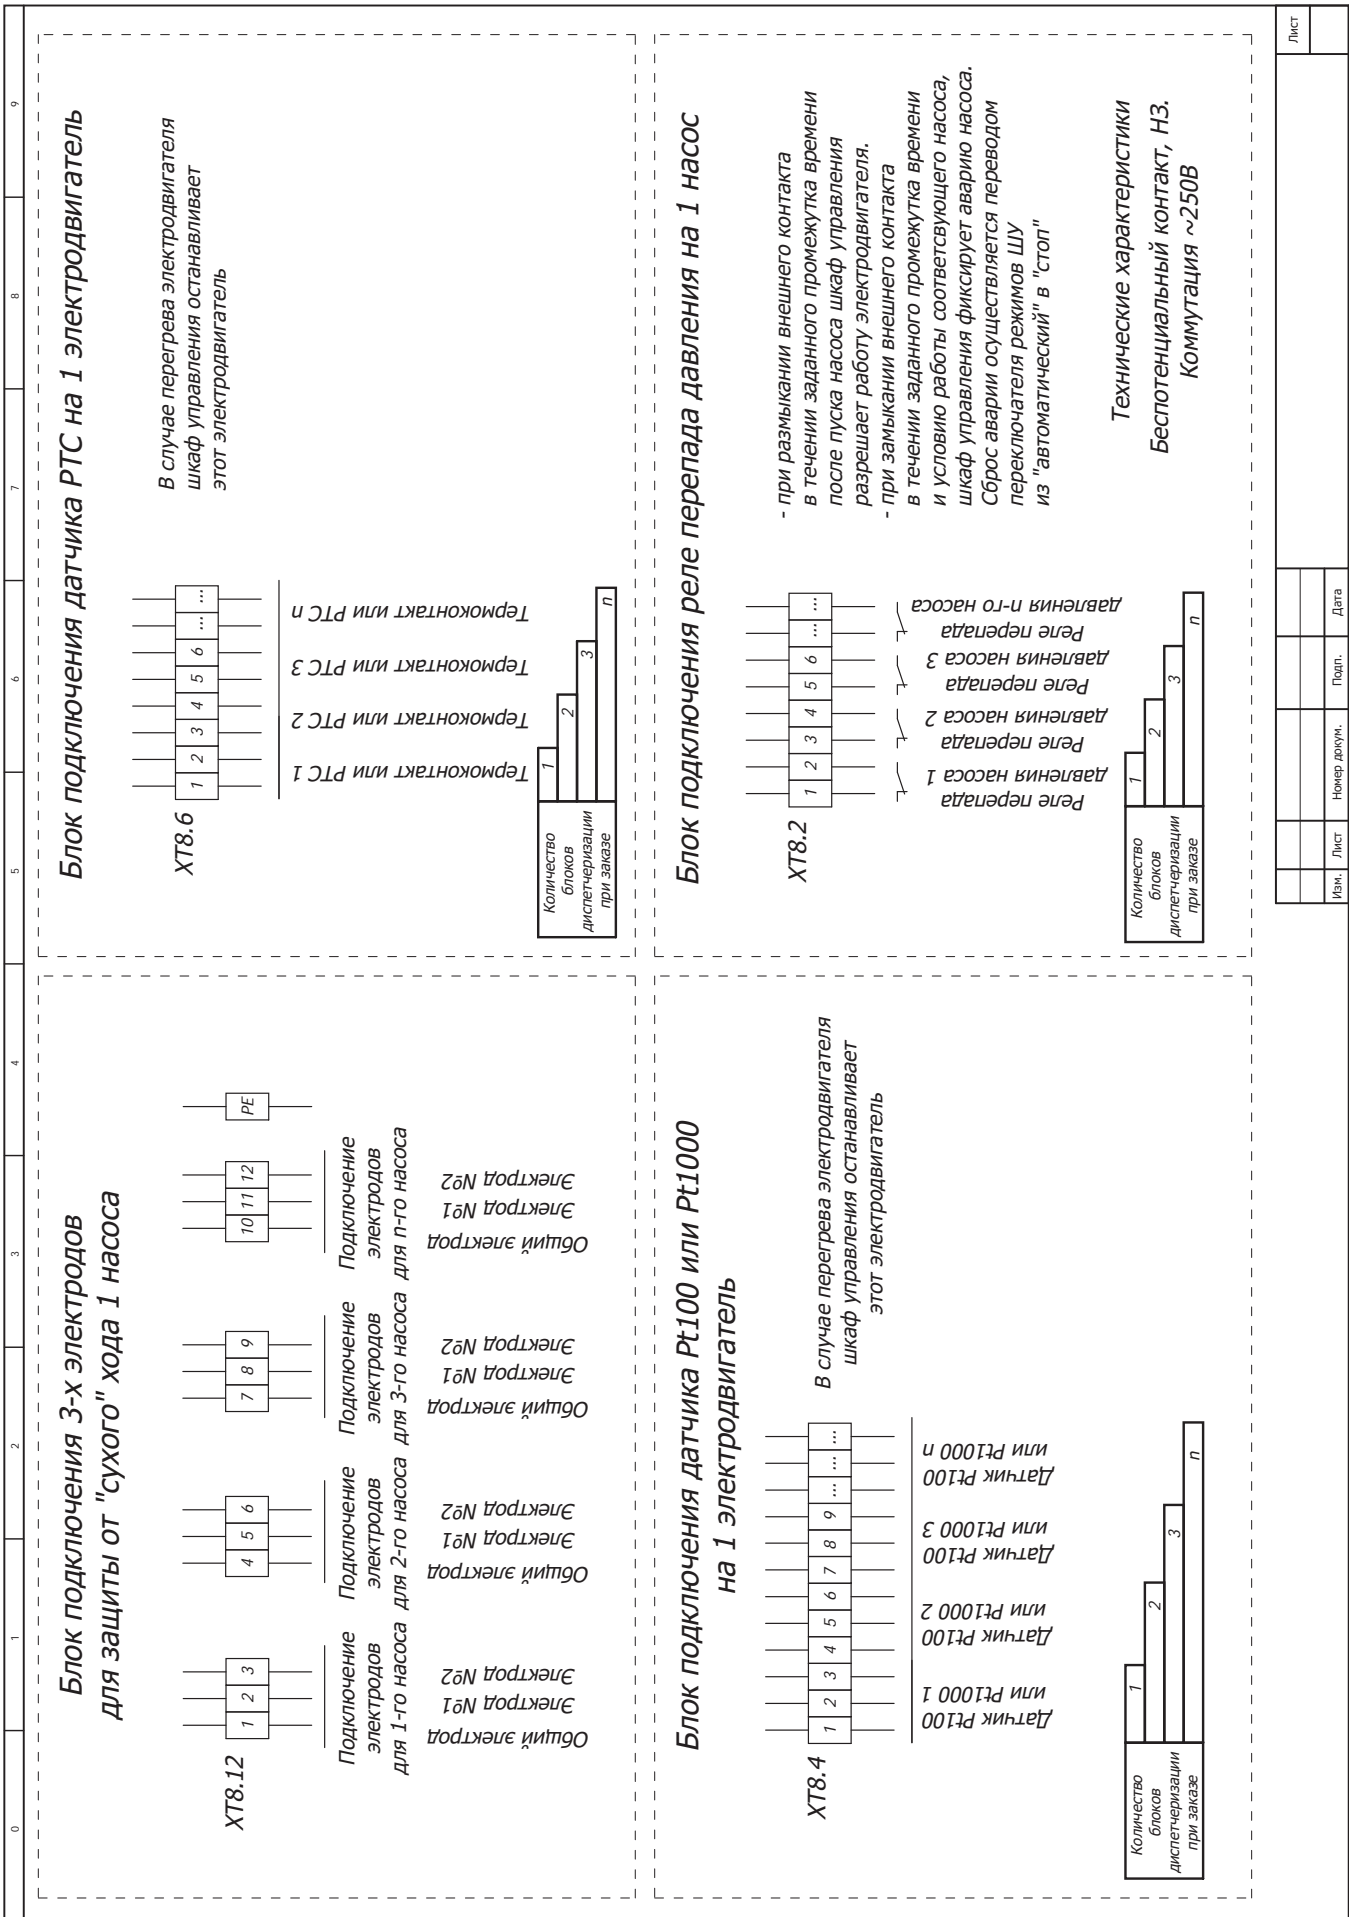 0 1 2 3 4 5 6 7 8 9
Блок подключения 3-х электродов
для защиты от "сухого" хода 1 насоса
XT8.12
1 2 3
4 5 6
7 8 9
10 11 12
PE
Подключение
электродов
для 1-го насоса
Подключение
электродов
для 2-го насоса
Подключение
электродов
для 3-го насоса
Подключение
электродов
для n-го насоса
Общий электрод
Электрод №1
Электрод №2
Общий электрод
Электрод №1
Электрод №2
Общий электрод
Электрод №1
Электрод №2
Общий электрод
Электрод №1
Электрод №2
Блок подключения датчика PTC на 1 электродвигатель
XT8.6
1 2 3 4 5 6 ... ...
Термоконтакт или PTC 1
Термоконтакт или PTC 2
Термоконтакт или PTC 3
Термоконтакт или PTC n
В случае перегрева электродвигателя
шкаф управления останавливает
этот электродвигатель
Количество
блоков
диспетчеризации
при заказе
1
2
3
n
Блок подключения датчика Pt100 или Pt1000
на 1 электродвигатель
XT8.4
1 2 3 4 5 6 7 8 9 ... ... ...
Датчик Pt100
или Pt1000 1
Датчик Pt100
или Pt1000 2
Датчик Pt100
или Pt1000 3
Датчик Pt100
или Pt1000 n
В случае перегрева электродвигателя
шкаф управления останавливает
этот электродвигатель
Количество
блоков
диспетчеризации
при заказе
1
2
3
n
Блок подключения реле перепада давления на 1 насос
XT8.2
1 2 3 4 5 6 ... ...
Реле перепада
давления насоса 1
Реле перепада
давления насоса 2
Реле перепада
давления насоса 3
Реле перепада
давления n-го насоса
- при размыкании внешнего контакта
в течении заданного промежутка времени
после пуска насоса шкаф управления
разрешает работу электродвигателя.
- при замыкании внешнего контакта
в течении заданного промежутка времени
и условию работы соответсвующего насоса,
шкаф управления фиксирует аварию насоса.
Сброс аварии осуществляется переводом
переключателя режимов ШУ
из "автоматический" в "стоп"
Технические характеристики
Беспотенциальный контакт, НЗ.
Коммутация ~250В
Количество
блоков
диспетчеризации
при заказе
1
2
3
n
Изм. Лист Номер докум. Подп. Дата
Лист